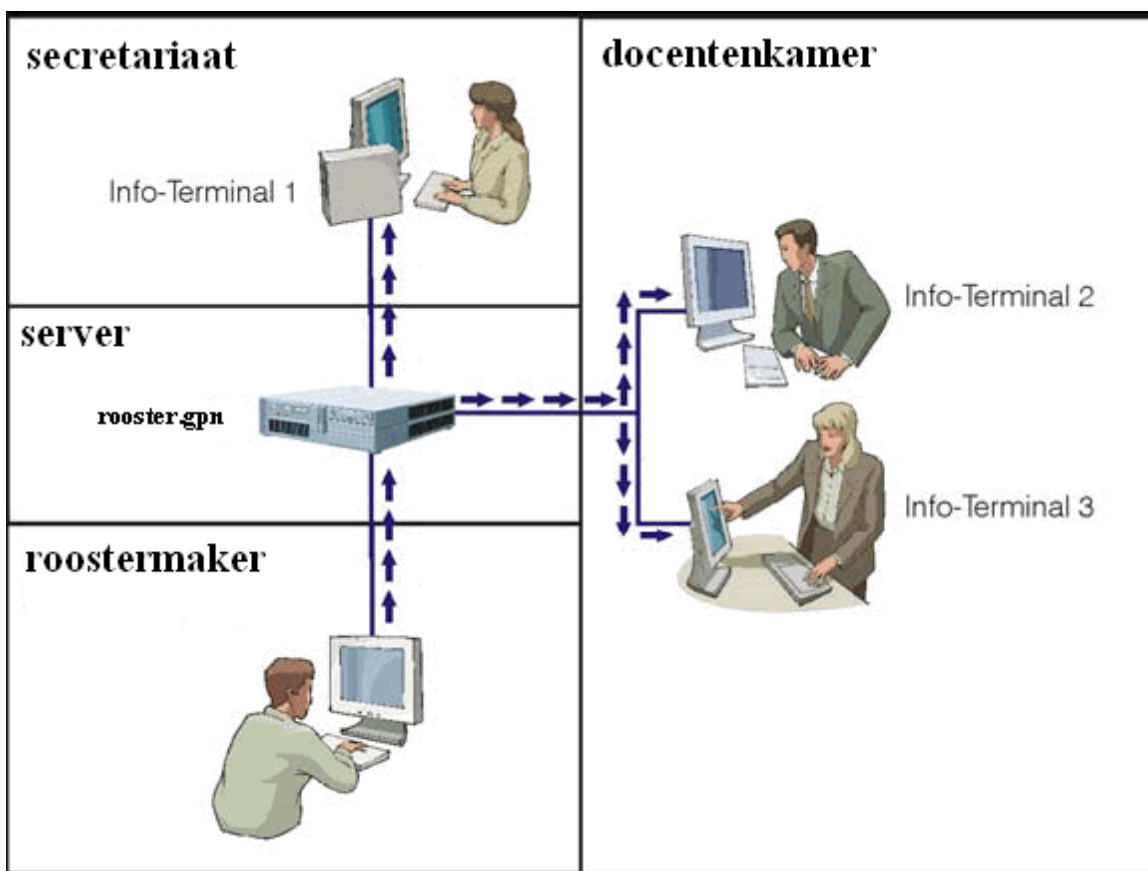 secretariaat
Info-Terminal 1
server
rooster.gpn
roostermaker
docentenkamer
Info-Terminal 2
Info-Terminal 3